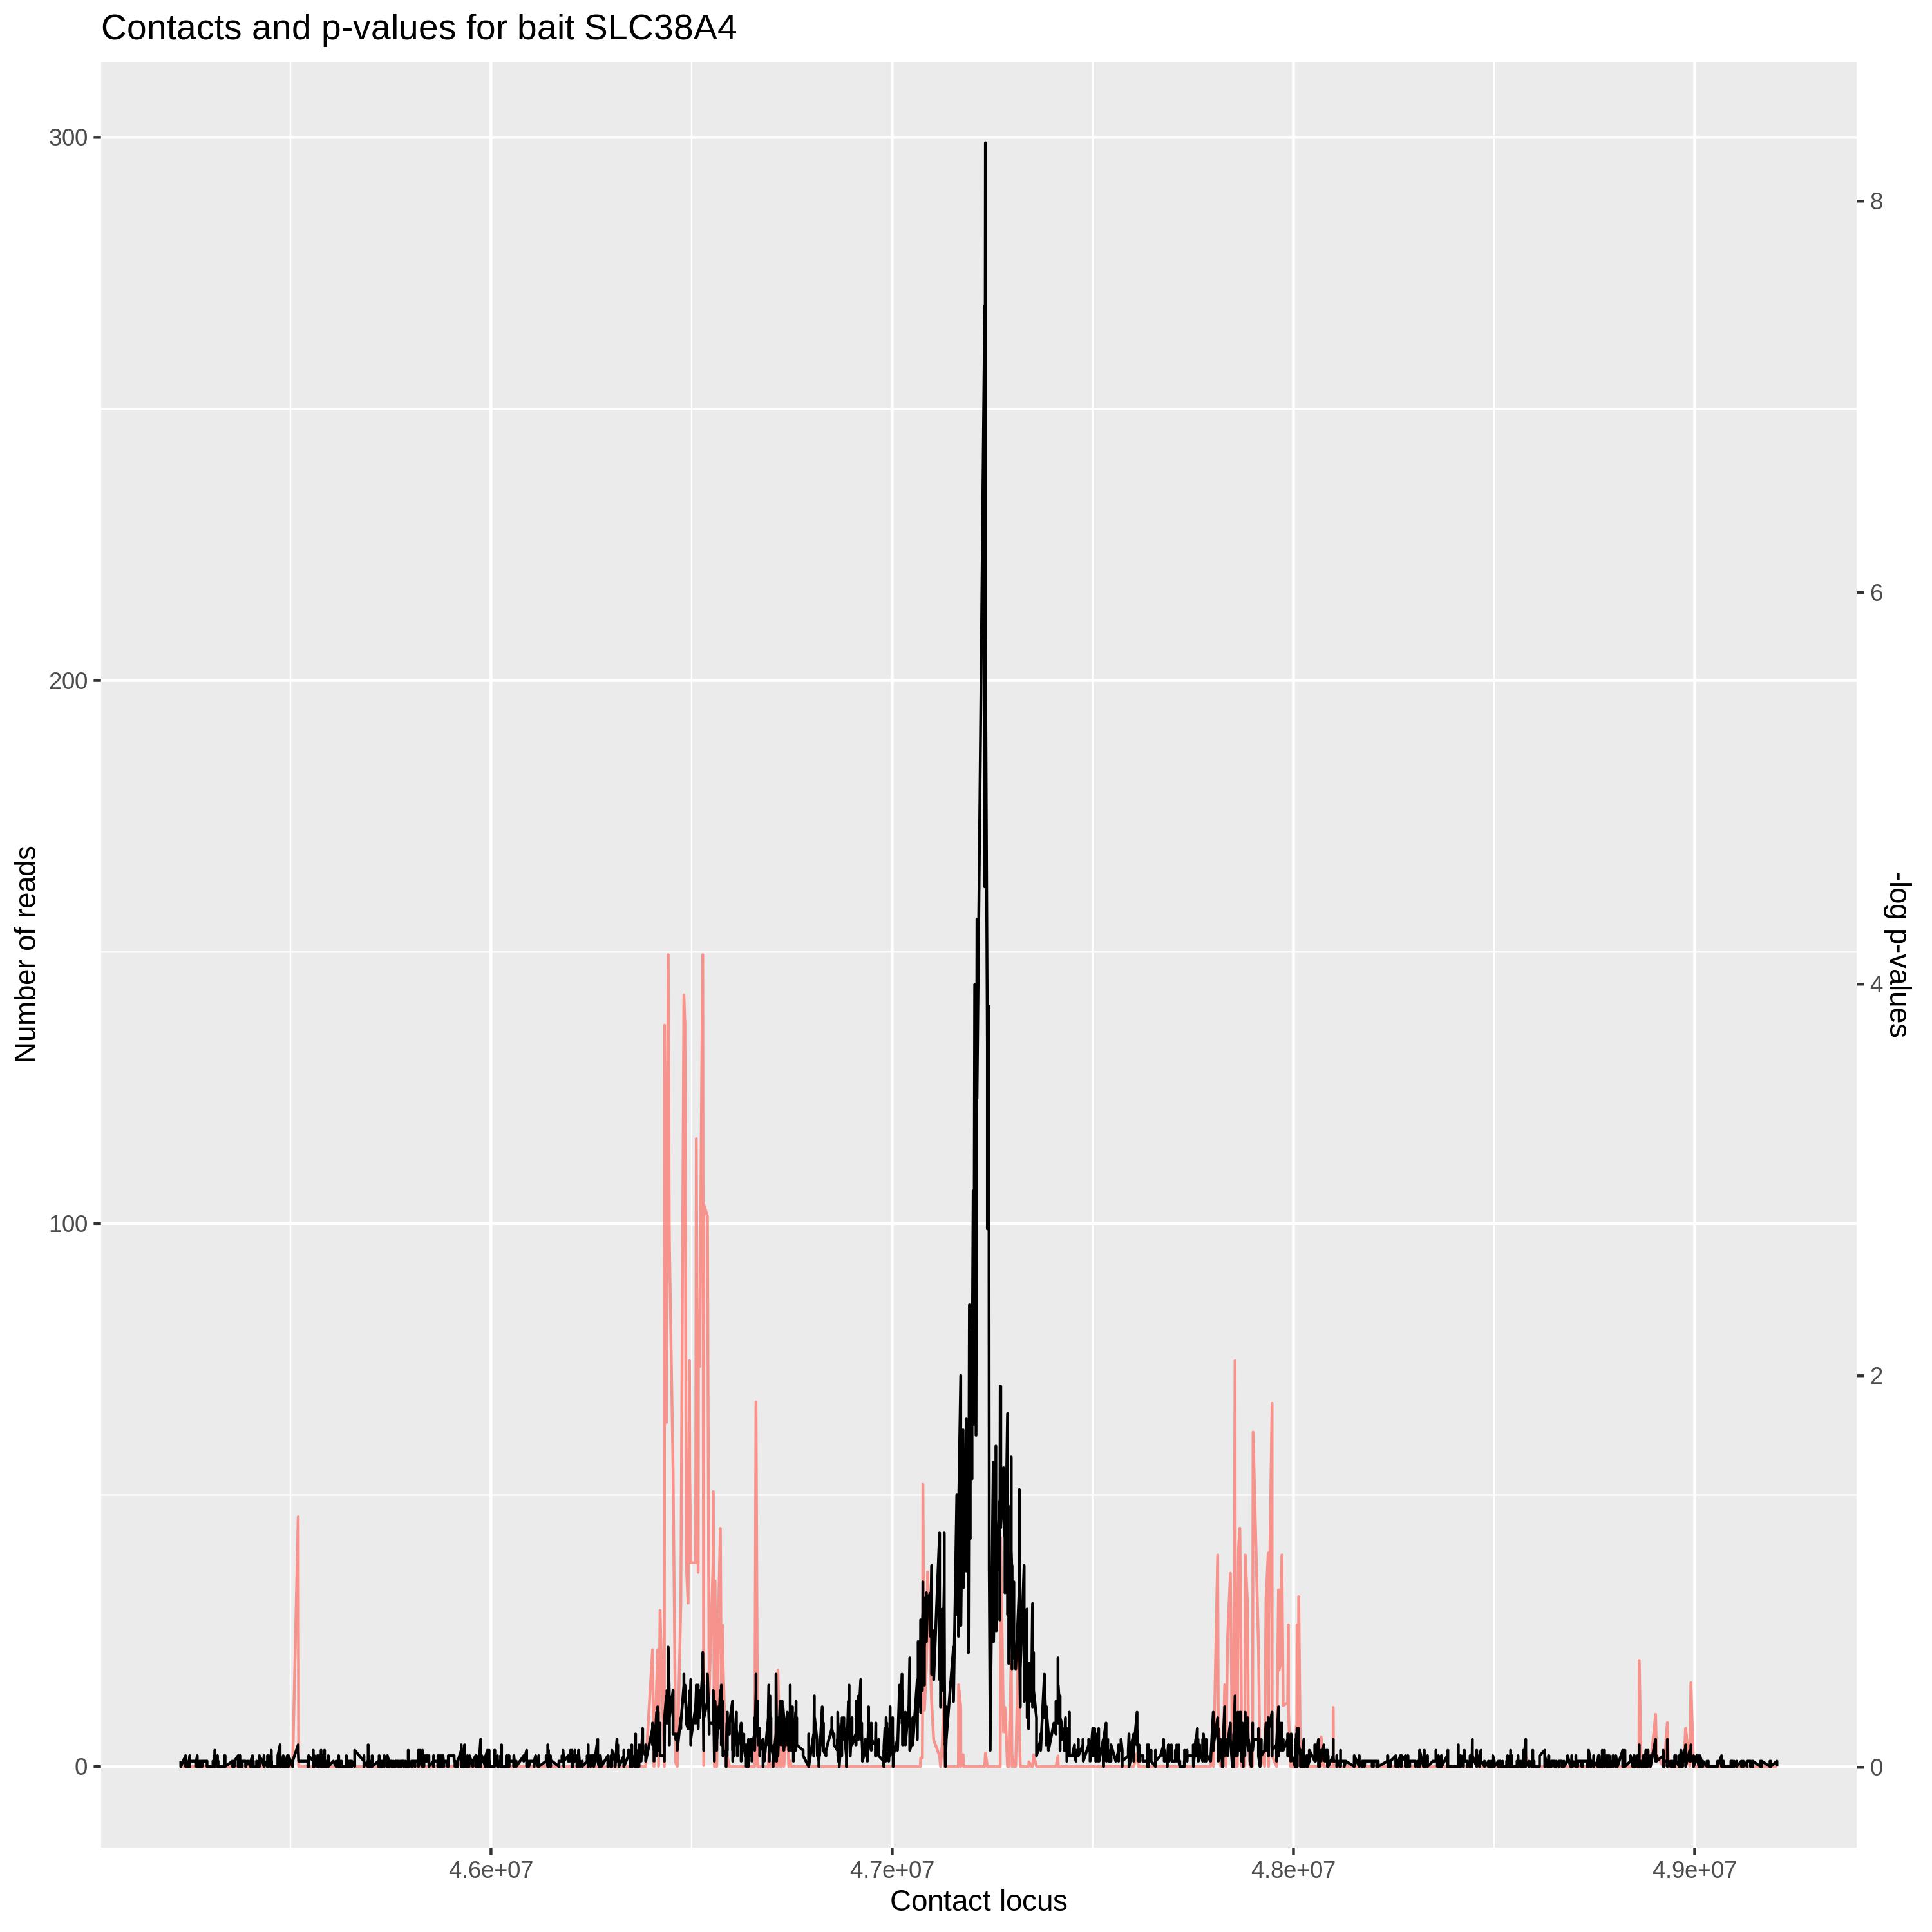 Contacts and p-values for bait SLC38A4
300
200
100
0
Number of reads
8
6
4
2
0
-log p-values
4.6e+07
4.7e+07
4.8e+07
4.9e+07
Contact locus